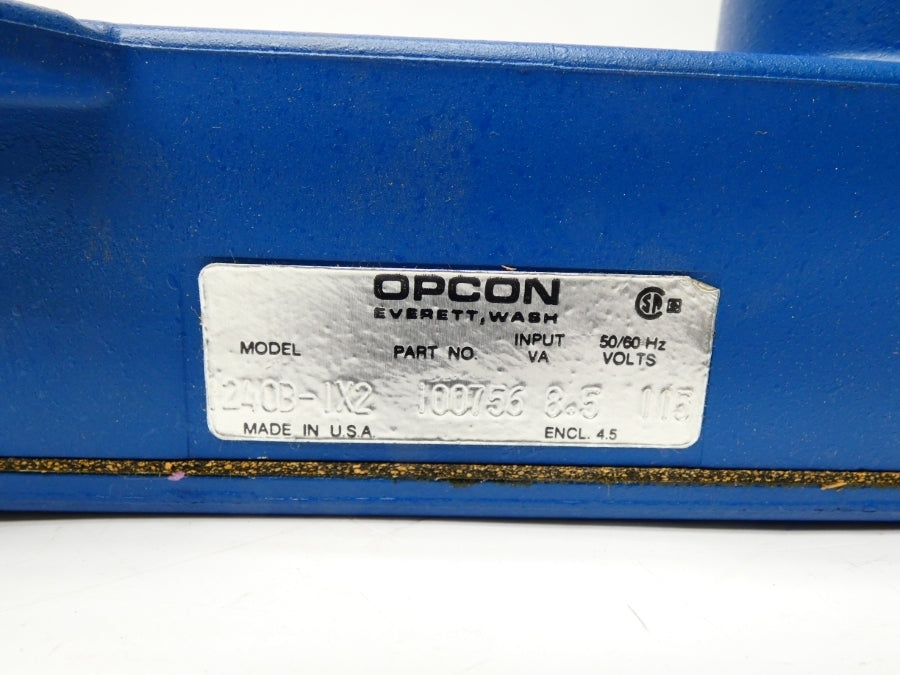 OPCON
EVERETT, WASH
MODEL PART NO. INPUT VA 50/60 Hz VOLTS
1240B-1X2 100756 8.5 115
MADE IN U.S.A. ENCL. 4.5